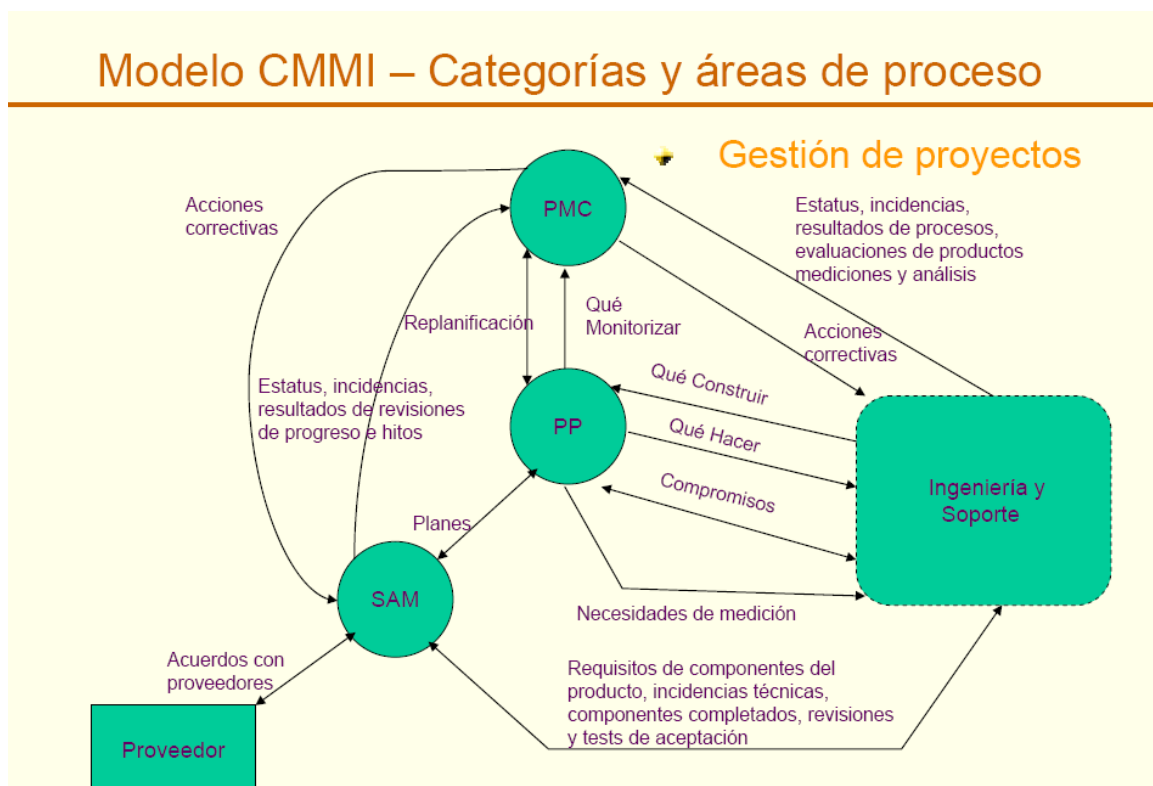 Modelo CMMI – Categorías y áreas de proceso
Gestión de proyectos
Acciones
correctivas
PMC
Estatus, incidencias,
resultados de procesos,
evaluaciones de productos
mediciones y análisis
Replanificación
Qué
Monitorizar
Acciones
correctivas
Estatus, incidencias,
resultados de revisiones
de progreso e hitos
PP
Qué Construir
Qué Hacer
Compromisos
Ingeniería y
Soporte
Planes
SAM
Necesidades de medición
Acuerdos con
proveedores
Requisitos de componentes del
producto, incidencias técnicas,
componentes completados, revisiones
y tests de aceptación
Proveedor